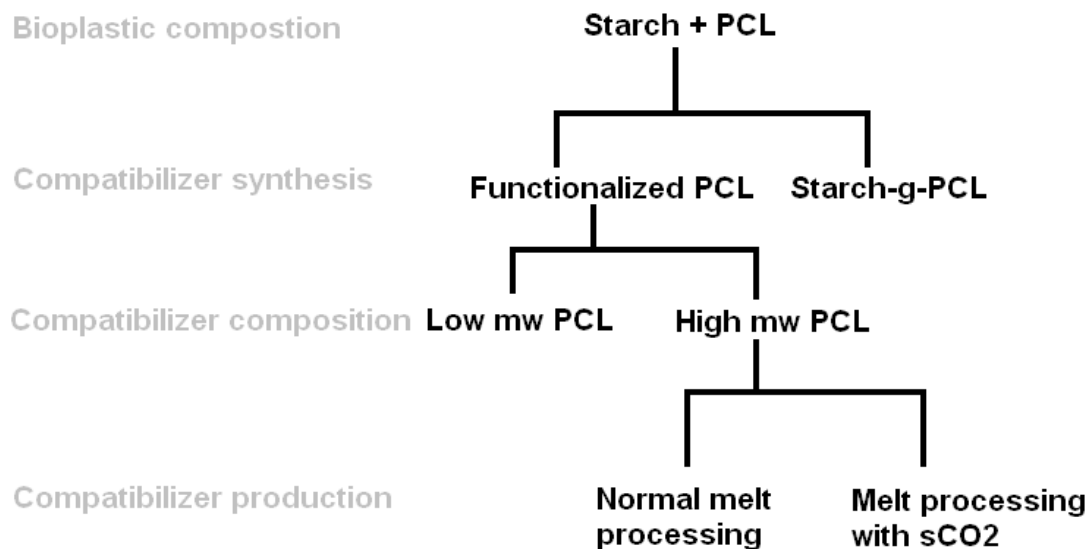 Bioplastic compostion
Starch + PCL
Compatibilizer synthesis
Functionalized PCL
Starch-g-PCL
Compatibilizer composition
Low mw PCL
High mw PCL
Compatibilizer production
Normal melt
processing
Melt processing
with sCO2